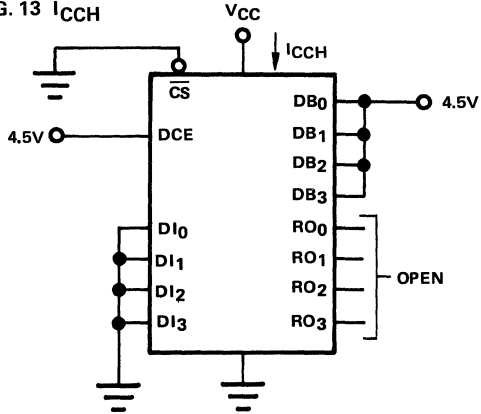 G. 13 ICCH
VCC
ICCH
CS
DB0
4.5V
4.5V
DCE
DB1
DB2
DB3
DI0
RO0
DI1
RO1
OPEN
DI2
RO2
DI3
RO3